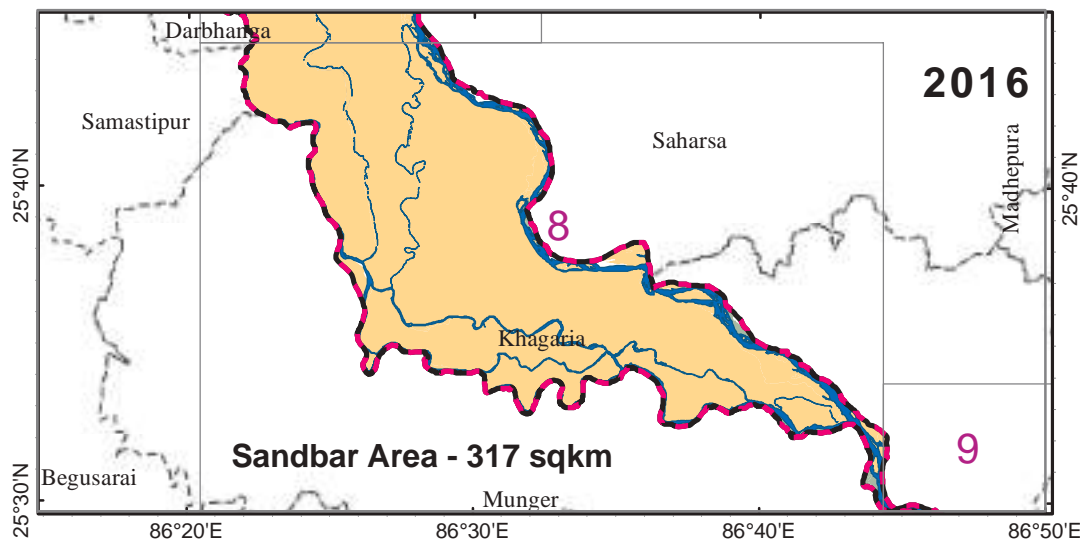 Darbhanga
2016
Samastipur
Saharsa
Madhepura
25°40'N
25°40'N
8
Khagaria
Sandbar Area - 317 sqkm
9
Begusarai
Munger
25°30'N
86°20'E
86°30'E
86°40'E
86°50'E